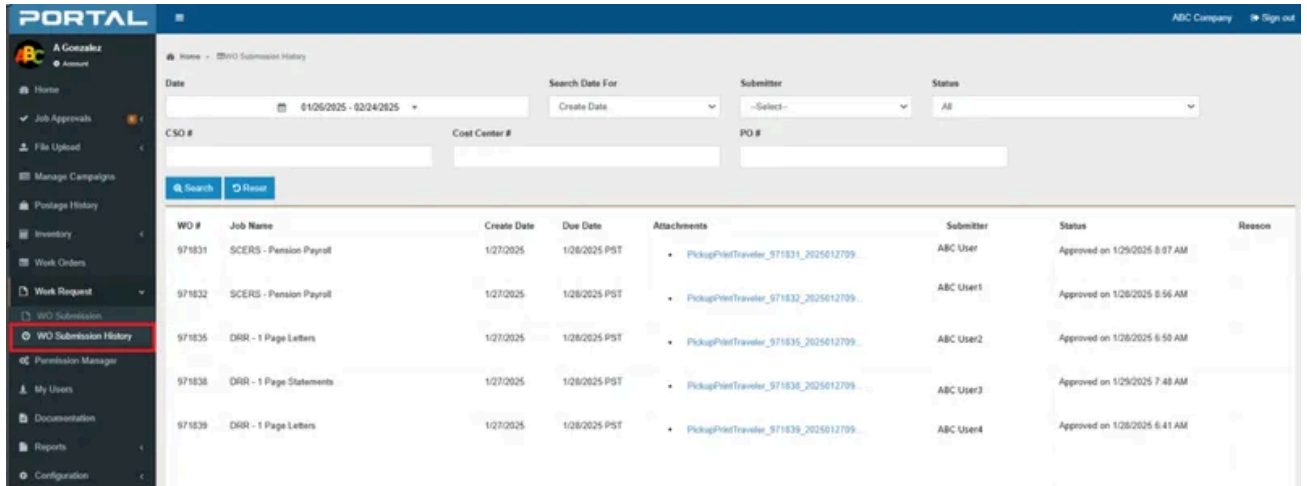 PORTAL
ABC Company Sign out
ABC
A Gonzalez
Account
Home
Job Approvals
File Upload
Manage Campaigns
Postage History
Inventory
Work Orders
Work Request
WO Submission
WO Submission History
Permission Manager
My Users
Documentation
Reports
Configuration
Home WO Submission History
Date Search Date For Submitter Status
01/26/2025 - 02/24/2025 Create Date --Select-- All
CSO # Cost Center # PO #
Search Reset
WO # Job Name Create Date Due Date Attachments Submitter Status Reason
971831 SCERS - Pension Payroll 1/27/2025 1/28/2025 PST PickupPrintTraveler_971831_2025012709... ABC User Approved on 1/29/2025 8:07 AM
971832 SCERS - Pension Payroll 1/27/2025 1/28/2025 PST PickupPrintTraveler_971832_2025012709... ABC User1 Approved on 1/28/2025 8:56 AM
971835 DRR - 1 Page Letters 1/27/2025 1/28/2025 PST PickupPrintTraveler_971835_2025012709... ABC User2 Approved on 1/28/2025 6:50 AM
971838 DRR - 1 Page Statements 1/27/2025 1/28/2025 PST PickupPrintTraveler_971838_2025012709... ABC User3 Approved on 1/29/2025 7:48 AM
971839 DRR - 1 Page Letters 1/27/2025 1/28/2025 PST PickupPrintTraveler_971839_2025012709... ABC User4 Approved on 1/28/2025 6:41 AM